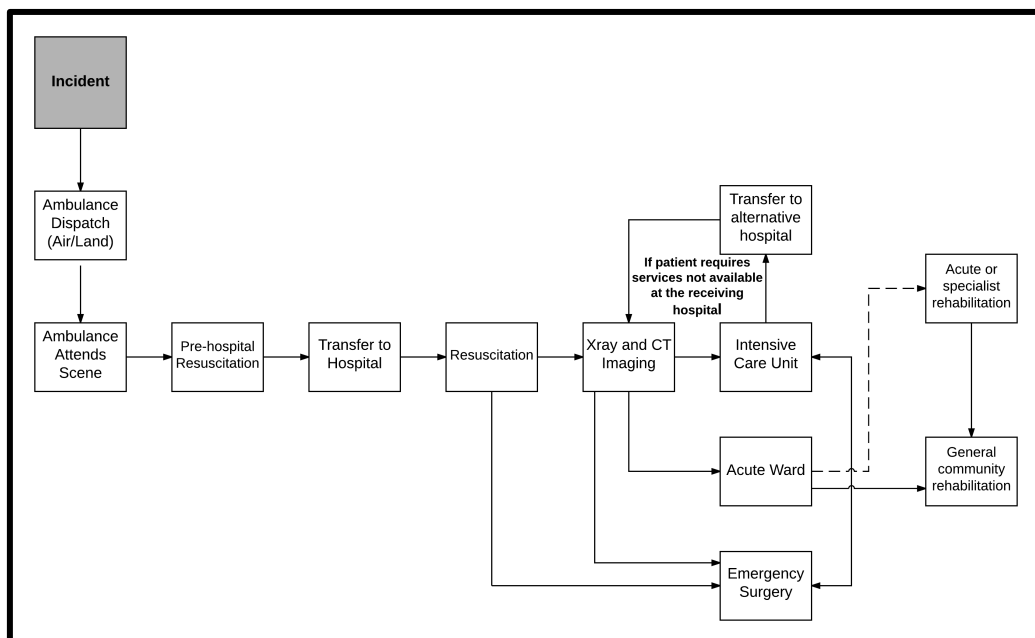 Incident
Ambulance
Dispatch
(Air/Land)
Transfer to
alternative
hospital
If patient requires
services not available
at the receiving
hospital
Acute or
specialist
rehabilitation
Ambulance
Attends
Scene
Pre-hospital
Resuscitation
Transfer to
Hospital
Resuscitation
Xray and CT
Imaging
Intensive
Care Unit
Acute Ward
General
community
rehabilitation
Emergency
Surgery